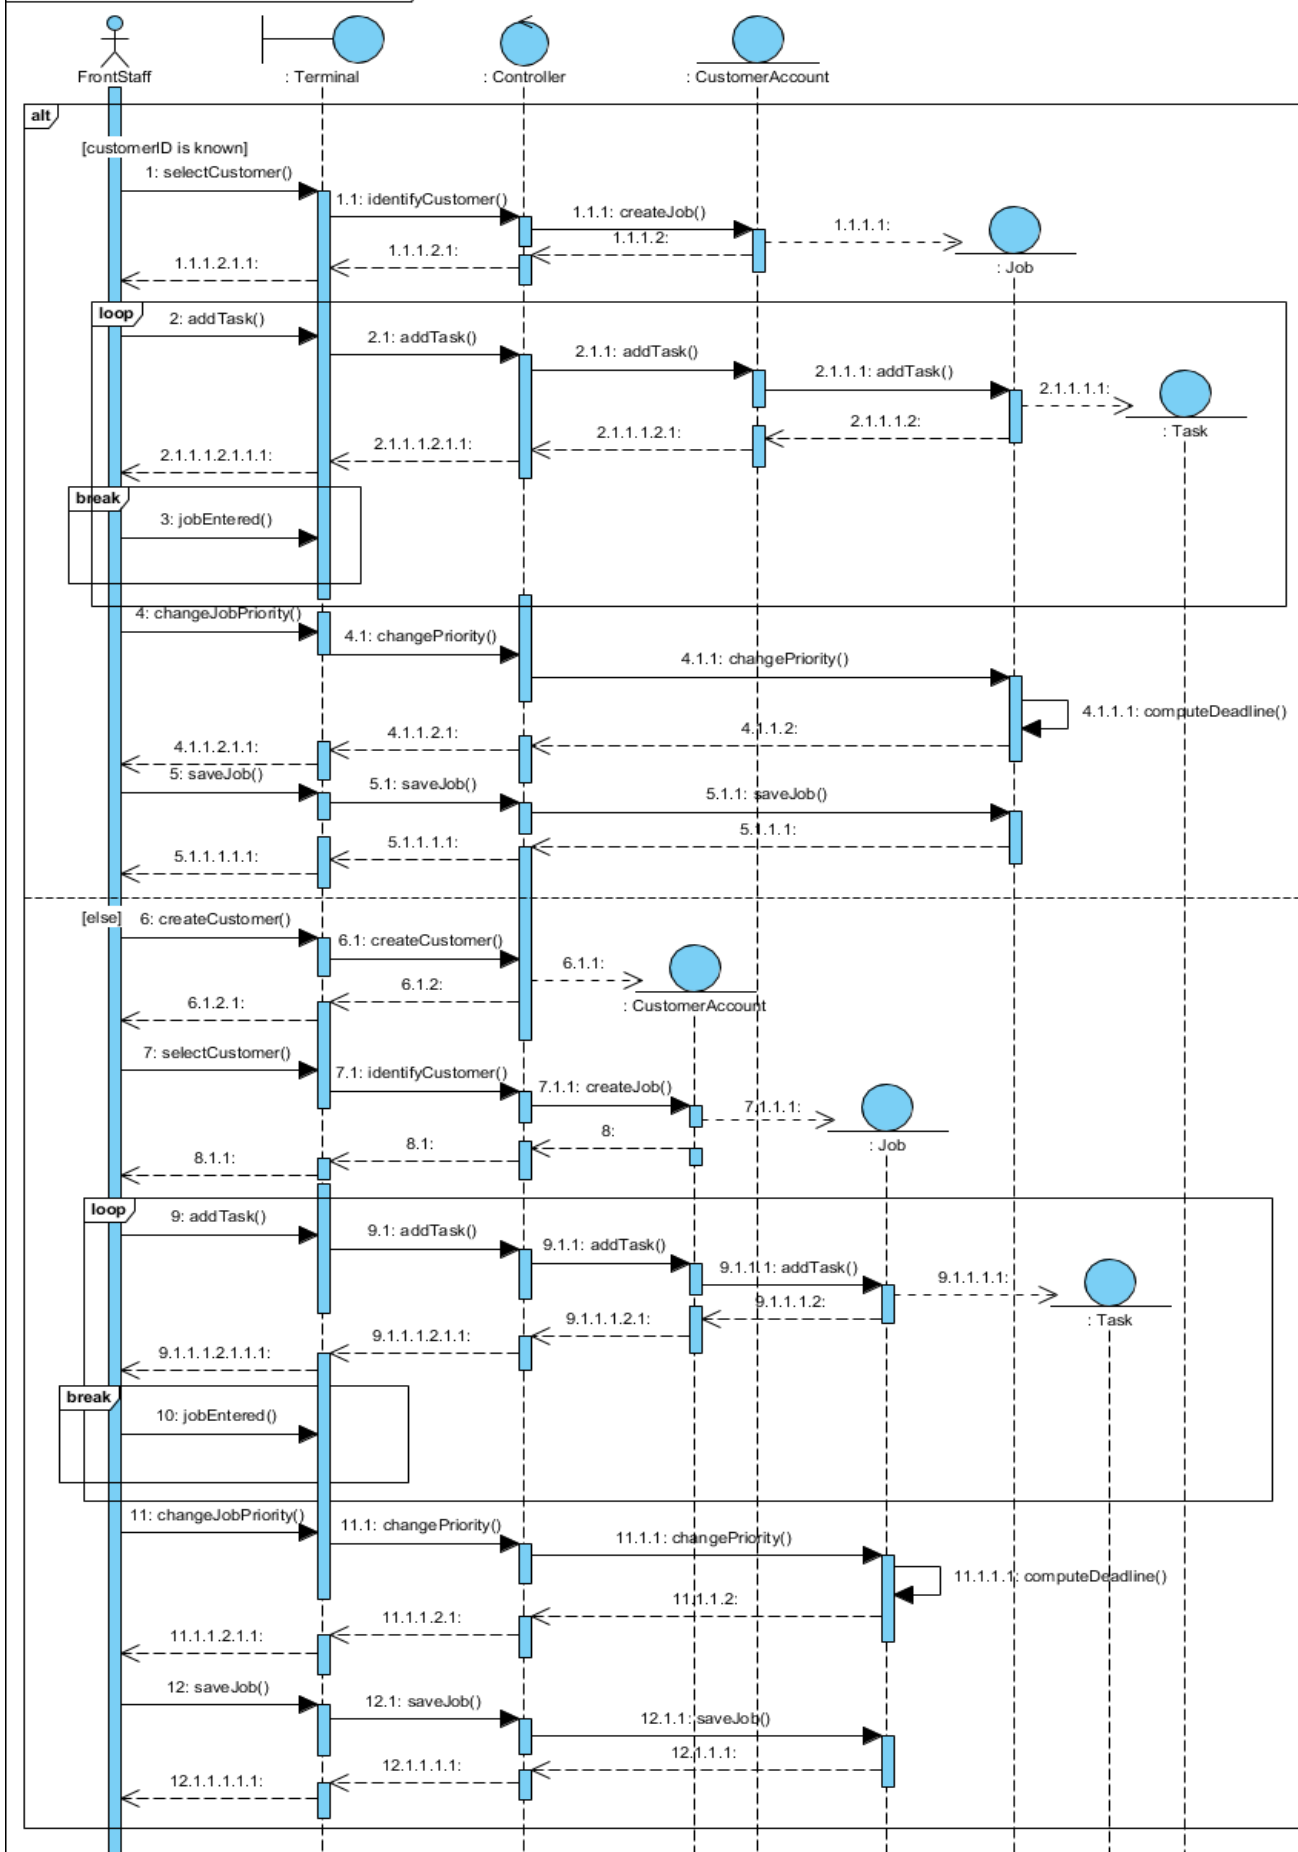 FrontStaff
: Terminal
: Controller
: CustomerAccount
alt
[customerID is known]
1: selectCustomer()
1.1: identifyCustomer()
1.1.1: createJob()
1.1.1.1:
1.1.1.2:
1.1.1.2.1:
1.1.1.2.1.1:
: Job
loop
2: addTask()
2.1: addTask()
2.1.1: addTask()
2.1.1.1: addTask()
2.1.1.1.1:
2.1.1.1.2:
2.1.1.1.2.1:
2.1.1.1.2.1.1:
2.1.1.1.2.1.1.1:
: Task
break
3: jobEntered()
4: changeJobPriority()
4.1: changePriority()
4.1.1: changePriority()
4.1.1.1: computeDeadline()
4.1.1.2:
4.1.1.2.1:
4.1.1.2.1.1:
5: saveJob()
5.1: saveJob()
5.1.1: saveJob()
5.1.1.1:
5.1.1.1.1:
5.1.1.1.1.1:
[else]
6: createCustomer()
6.1: createCustomer()
6.1.1:
6.1.2:
6.1.2.1:
: CustomerAccount
7: selectCustomer()
7.1: identifyCustomer()
7.1.1: createJob()
7.1.1.1:
8:
8.1:
8.1.1:
: Job
loop
9: addTask()
9.1: addTask()
9.1.1: addTask()
9.1.1.1: addTask()
9.1.1.1.1:
9.1.1.1.2:
9.1.1.1.2.1:
9.1.1.1.2.1.1:
9.1.1.1.2.1.1.1:
: Task
break
10: jobEntered()
11: changeJobPriority()
11.1: changePriority()
11.1.1: changePriority()
11.1.1.1: computeDeadline()
11.1.1.2:
11.1.1.2.1:
11.1.1.2.1.1:
12: saveJob()
12.1: saveJob()
12.1.1: saveJob()
12.1.1.1:
12.1.1.1.1:
12.1.1.1.1.1: